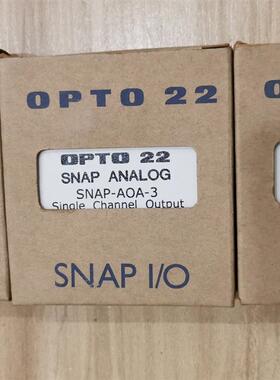 OPTO 22
OPTO 22
SNAP ANALOG
SNAP-AOA-3
Single Channel Output
SNAP I/O